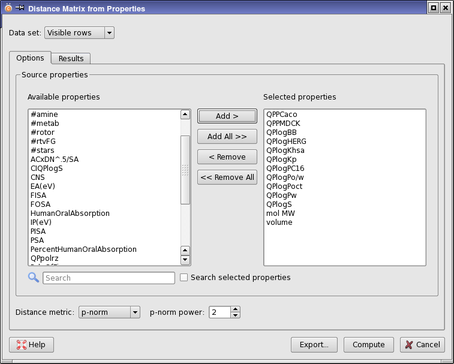 Distance Matrix from Properties
Data set: Visible rows
Options Results
Source properties
Available properties
#amine
#metab
#rotor
#rtvFG
#stars
ACxDN^.5/SA
CIQPlogS
CNS
EA(eV)
FISA
FOSA
HumanOralAbsorption
IP(eV)
PISA
PSA
PercentHumanOralAbsorption
QPpolrz
Add >
Add All >>
< Remove
<< Remove All
Selected properties
QPPCaco
QPPMDCK
QPlogBB
QPlogHERG
QPlogKhsa
QPlogKp
QPlogPC16
QPlogPo/w
QPlogPoct
QPlogPw
QPlogS
mol MW
volume
Search Search selected properties
Distance metric: p-norm p-norm power: 2
Help Export... Compute Cancel